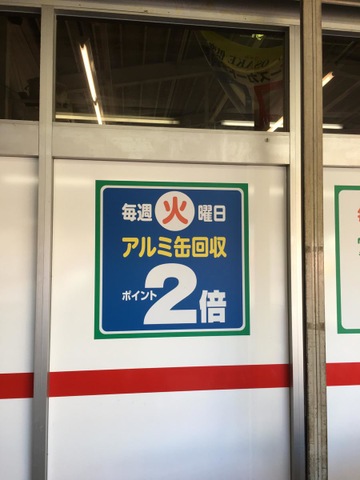 毎週火曜日
アルミ缶回収
ポイント2倍